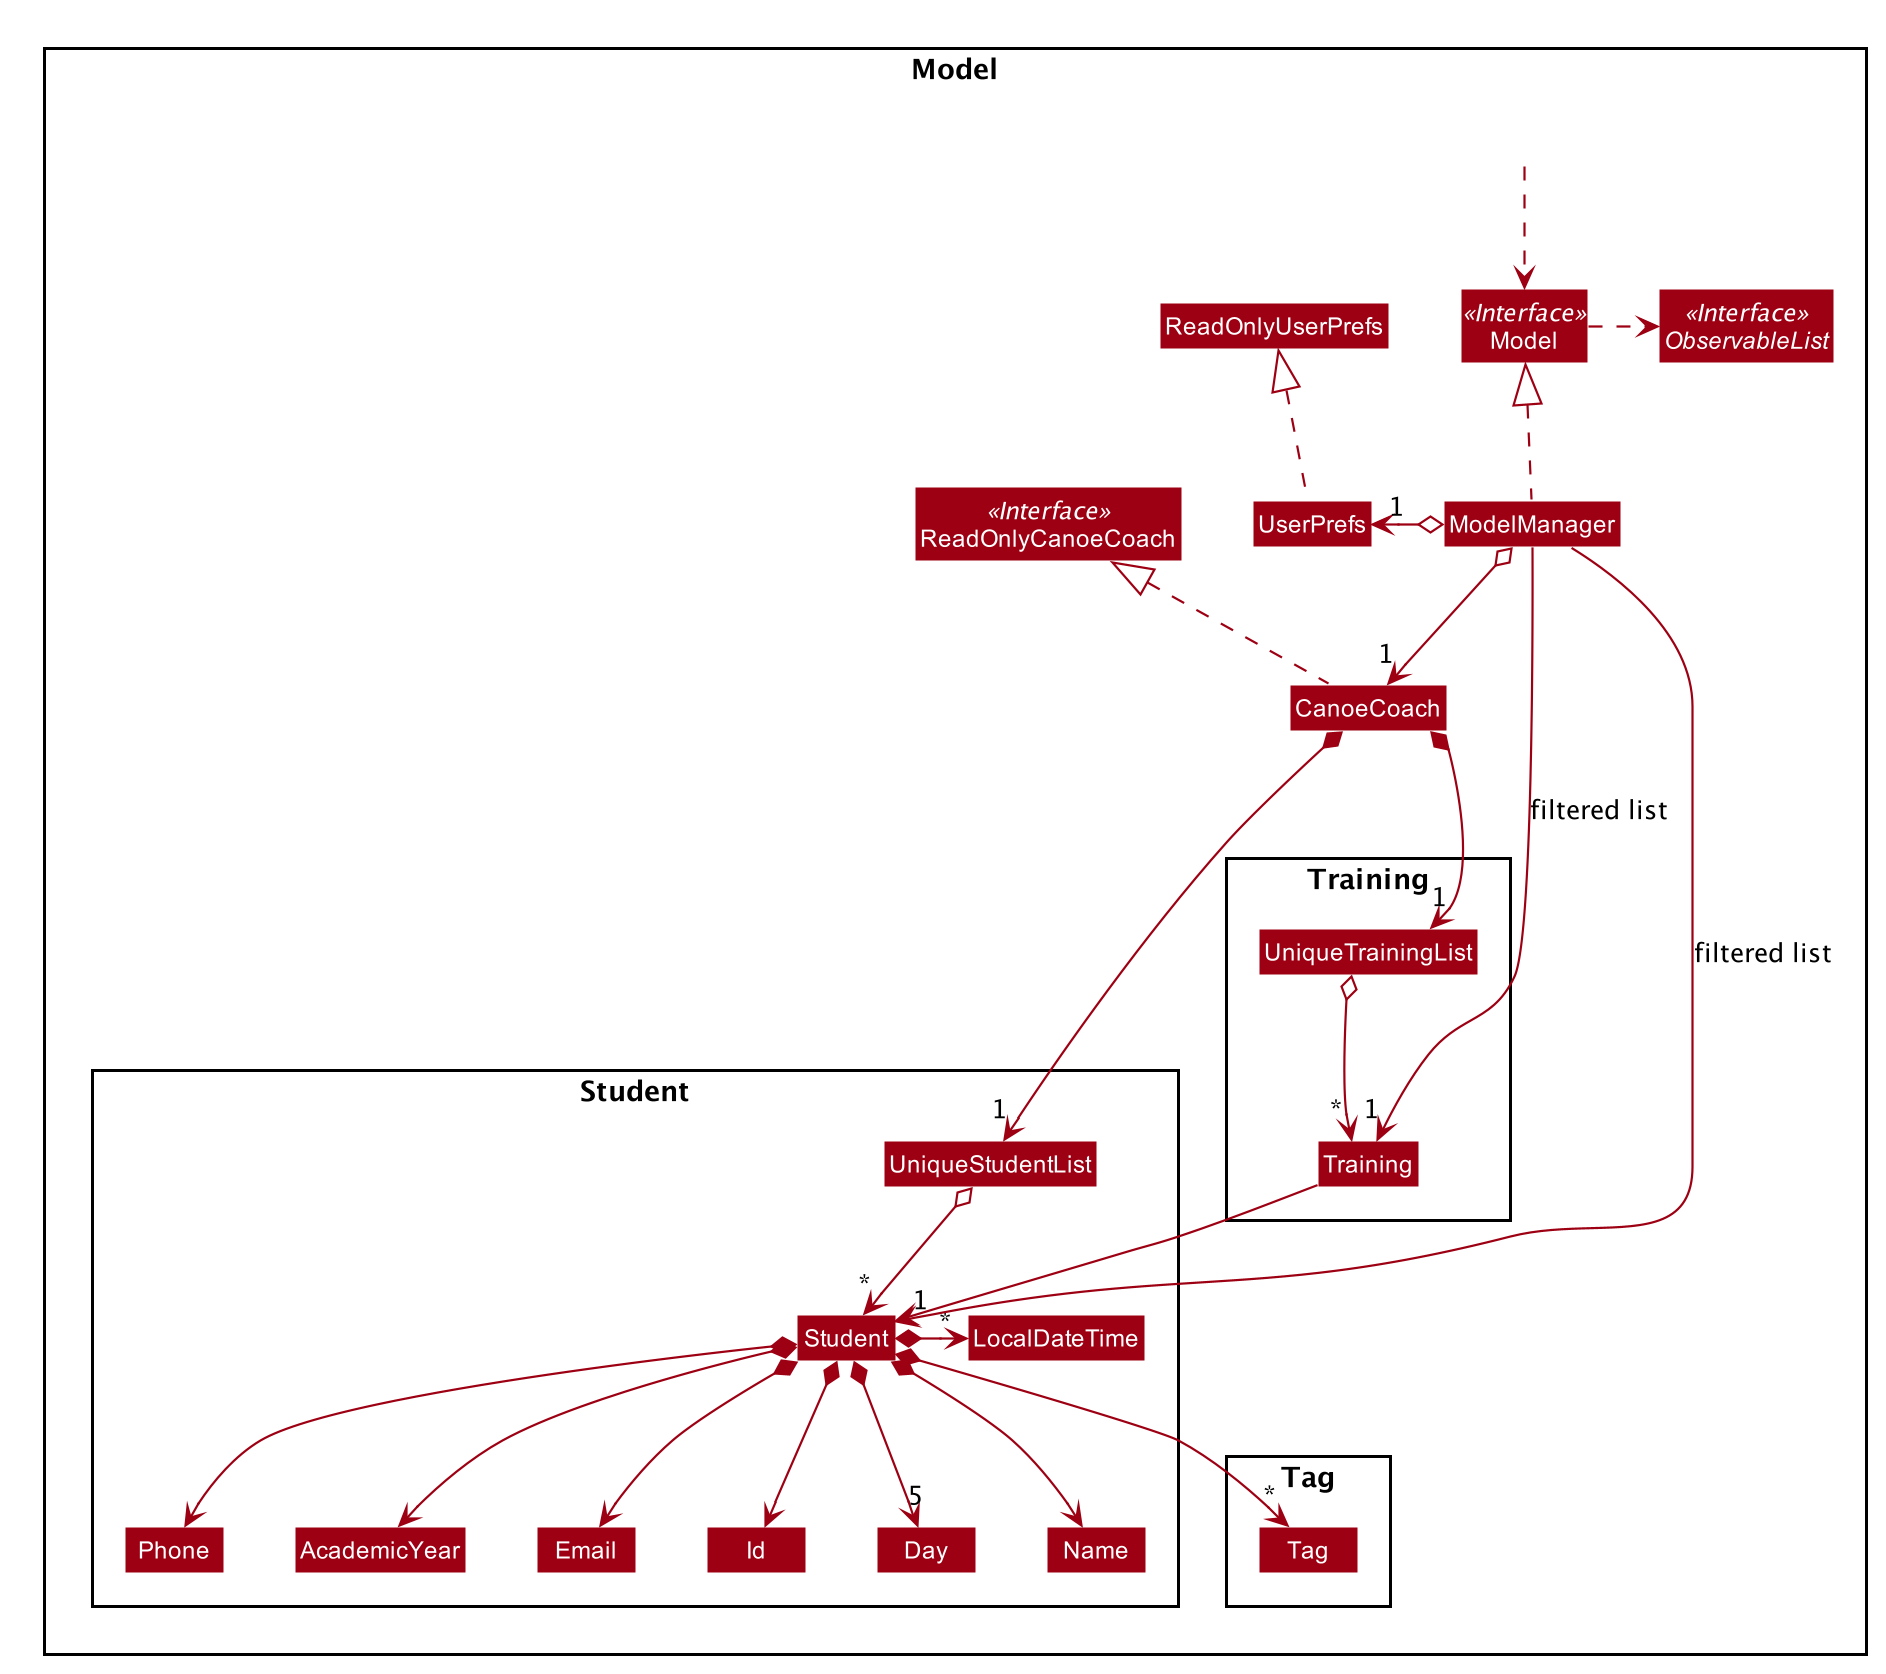 Model
«Interface»
Model
«Interface»
ObservableList
ReadOnlyUserPrefs
«Interface»
ReadOnlyCanoeCoach
UserPrefs
1
ModelManager
1
CanoeCoach
filtered list
Training
1
UniqueTrainingList
filtered list
Student
1
UniqueStudentList
*
1
Training
*
1
*
Student
LocalDateTime
5
Tag
*
Phone
AcademicYear
Email
Id
Day
Name
Tag